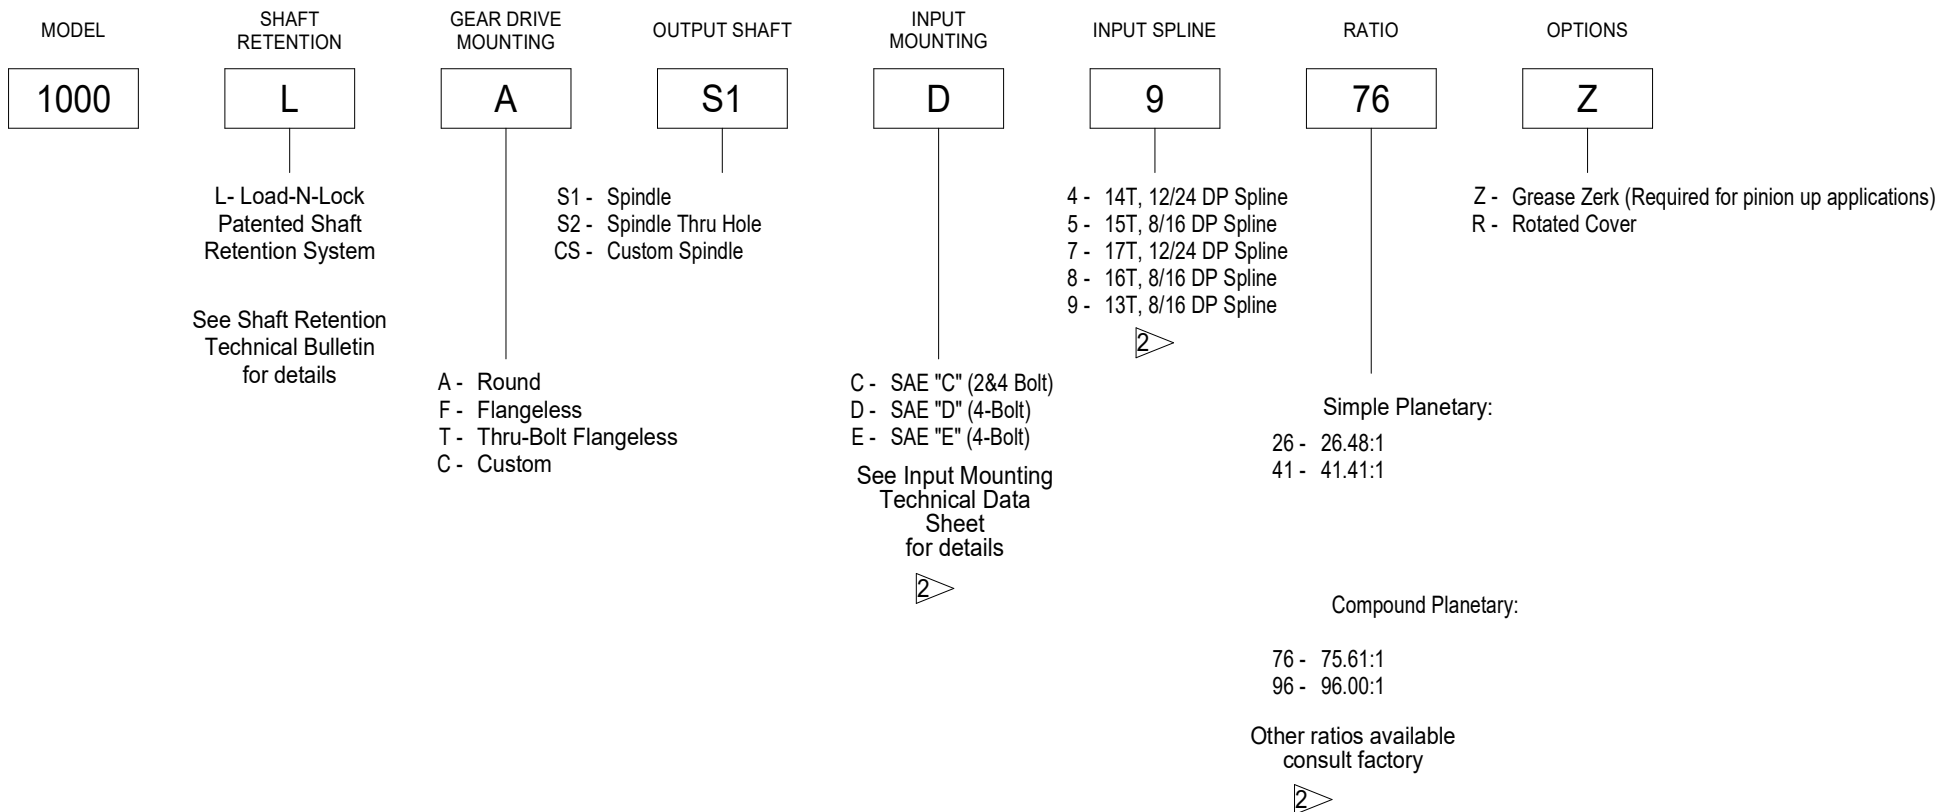 MODEL
SHAFT
RETENTION
GEAR DRIVE
MOUNTING
OUTPUT SHAFT
INPUT
MOUNTING
INPUT SPLINE
RATIO
OPTIONS
1000
L
A
S1
D
9
76
Z
L- Load-N-Lock
Patented Shaft
Retention System
See Shaft Retention
Technical Bulletin
for details
A - Round
F - Flangeless
T - Thru-Bolt Flangeless
C - Custom
S1 - Spindle
S2 - Spindle Thru Hole
CS - Custom Spindle
C - SAE "C" (2&4 Bolt)
D - SAE "D" (4-Bolt)
E - SAE "E" (4-Bolt)
See Input Mounting
Technical Data
Sheet
for details
2
4 - 14T, 12/24 DP Spline
5 - 15T, 8/16 DP Spline
7 - 17T, 12/24 DP Spline
8 - 16T, 8/16 DP Spline
9 - 13T, 8/16 DP Spline
2
Simple Planetary:
26 - 26.48:1
41 - 41.41:1
Compound Planetary:
76 - 75.61:1
96 - 96.00:1
Other ratios available
consult factory
2
Z - Grease Zerk (Required for pinion up applications)
R - Rotated Cover